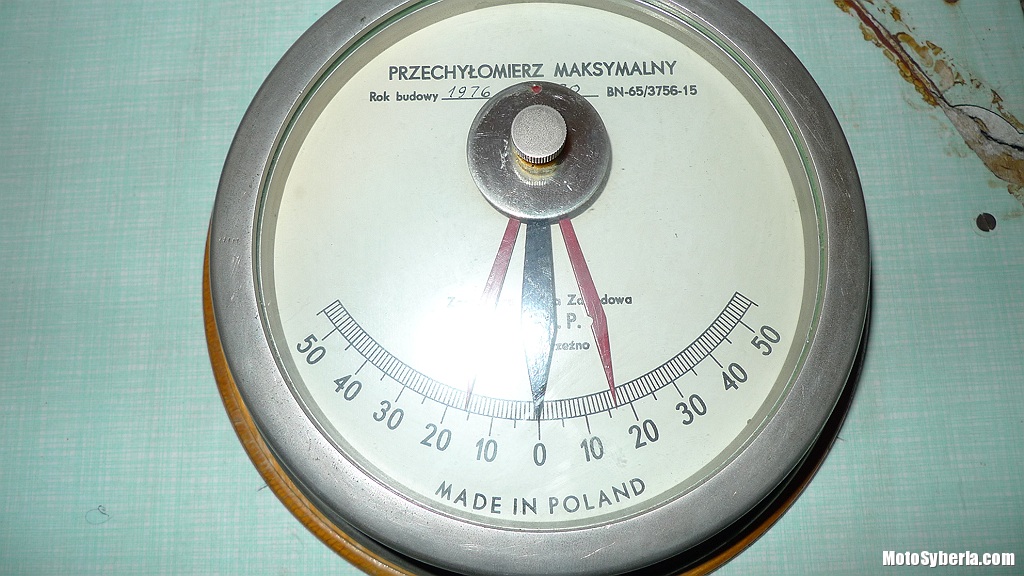 PRZECHYŁOMIERZ MAKSYMALNY
Rok budowy 1976 BN-65/3756-15
P.
50 40 30 20 10 0 10 20 30 40 50
MADE IN POLAND
MotoSyberia.com